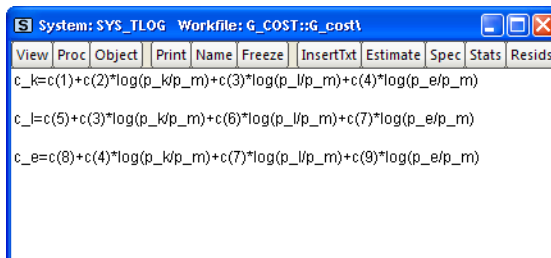 System: SYS_TLOG Workfile: G_COST::G_cost\
View Proc Object Print Name Freeze InsertTxt Estimate Spec Stats Resids
c_k=c(1)+c(2)*log(p_k/p_m)+c(3)*log(p_l/p_m)+c(4)*log(p_e/p_m)
c_l=c(5)+c(3)*log(p_k/p_m)+c(6)*log(p_l/p_m)+c(7)*log(p_e/p_m)
c_e=c(8)+c(4)*log(p_k/p_m)+c(7)*log(p_l/p_m)+c(9)*log(p_e/p_m)